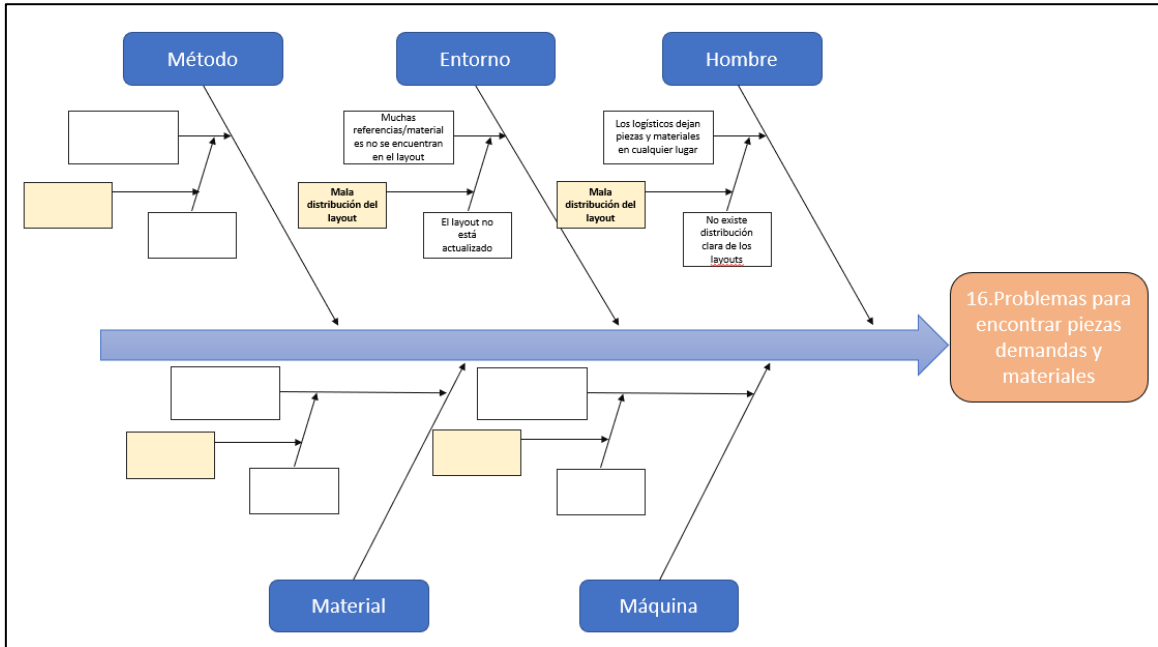 Método
Entorno
Hombre
Muchas
referencias/material
es no se encuentran
en el layout
Los logísticos dejan
piezas y materiales
en cualquier lugar
Mala
distribución del
layout
Mala
distribución del
layout
El layout no
está
actualizado
No existe
distribución
clara de los
layouts
16.Problemas para
encontrar piezas
demandas y
materiales
Material
Máquina